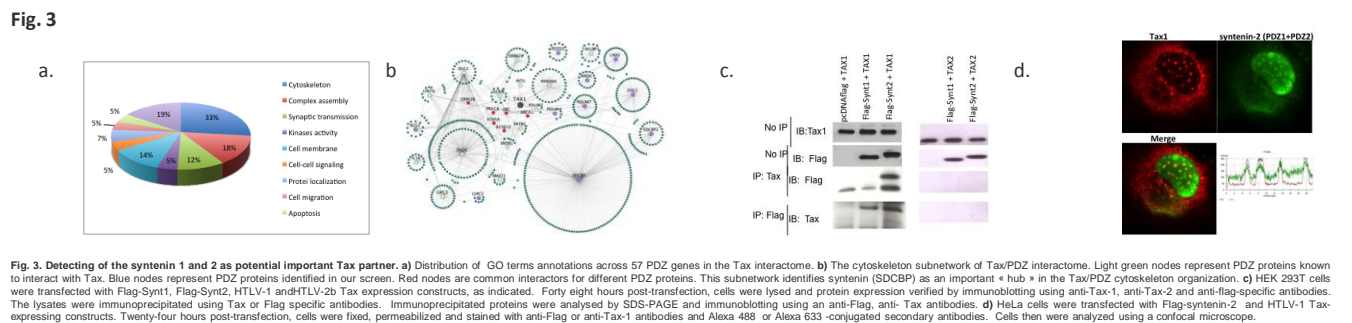 Fig. 3
a.
Cytoskeleton
Complex assembly
Synaptic transmission
Kinases activity
Cell membrane
Cell-cell signaling
Protei localization
Cell migration
Apoptosis
33%
18%
12%
5%
14%
5%
7%
5%
5%
19%
b
TAX1
c.
pcDNAflag + TAX1
Flag-Synt1 + TAX1
Flag-Synt2 + TAX1
Flag-Synt1 + TAX2
Flag-Synt2 + TAX2
No IP IB:Tax1
No IP IB: Flag
IP: Tax IB: Flag
IP: Flag IB: Tax
d.
Tax1
syntenin-2 (PDZ1+PDZ2)
Merge
Fig. 3. Detecting of the syntenin 1 and 2 as potential important Tax partner. a) Distribution of GO terms annotations across 57 PDZ genes in the Tax interactome. b) The cytoskeleton subnetwork of Tax/PDZ interactome. Light green nodes represent PDZ proteins known
to interact with Tax. Blue nodes represent PDZ proteins identified in our screen. Red nodes are common interactors for different PDZ proteins. This subnetwork identifies syntenin (SDCBP) as an important « hub » in the Tax/PDZ cytoskeleton organization. c) HEK 293T cells
were transfected with Flag-Synt1, Flag-Synt2, HTLV-1 andHTLV-2b Tax expression constructs, as indicated. Forty eight hours post-transfection, cells were lysed and protein expression verified by immunoblotting using anti-Tax-1, anti-Tax-2 and anti-flag-specific antibodies.
The lysates were immunoprecipitated using Tax or Flag specific antibodies. Immunoprecipitated proteins were analysed by SDS-PAGE and immunoblotting using an anti-Flag, anti- Tax antibodies. d) HeLa cells were transfected with Flag-syntenin-2 and HTLV-1 Tax-
expressing constructs. Twenty-four hours post-transfection, cells were fixed, permeabilized and stained with anti-Flag or anti-Tax-1 antibodies and Alexa 488 or Alexa 633 -conjugated secondary antibodies. Cells then were analyzed using a confocal microscope.